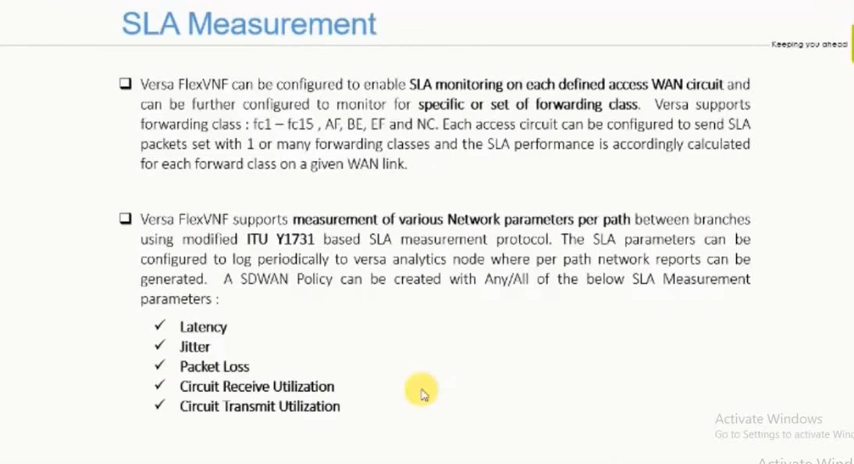 SLA Measurement
Keeping you ahead
Versa FlexVNF can be configured to enable SLA monitoring on each defined access WAN circuit and
can be further configured to monitor for specific or set of forwarding class. Versa supports
forwarding class : fc1 – fc15 , AF, BE, EF and NC. Each access circuit can be configured to send SLA
packets set with 1 or many forwarding classes and the SLA performance is accordingly calculated
for each forward class on a given WAN link.
Versa FlexVNF supports measurement of various Network parameters per path between branches
using modified ITU Y1731 based SLA measurement protocol. The SLA parameters can be
configured to log periodically to versa analytics node where per path network reports can be
generated. A SDWAN Policy can be created with Any/All of the below SLA Measurement
parameters :
✓ Latency
✓ Jitter
✓ Packet Loss
✓ Circuit Receive Utilization
✓ Circuit Transmit Utilization
Activate Windows
Go to Settings to activate Wind
Activate Wind